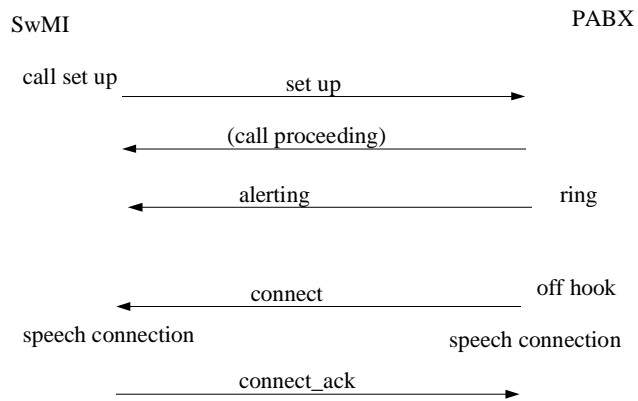 SwMI
PABX
call set up
set up
(call proceeding)
alerting
ring
connect
off hook
speech connection
speech connection
connect_ack